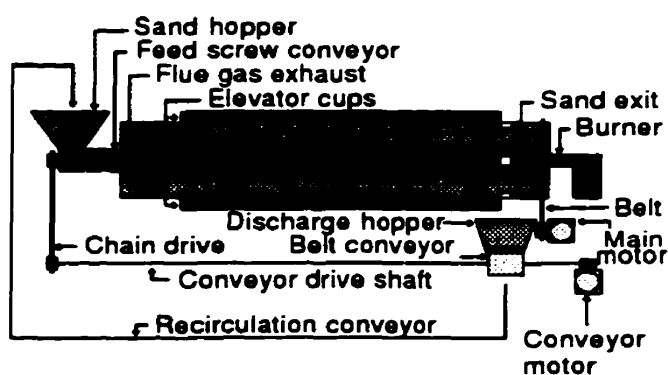 Sand hopper
Feed screw conveyor
Flue gas exhaust
Elevator cups
Sand exit
Burner
Belt
Discharge hopper
Main
motor
Chain drive
Belt conveyor
Conveyor drive shaft
Recirculation conveyor
Conveyor
motor